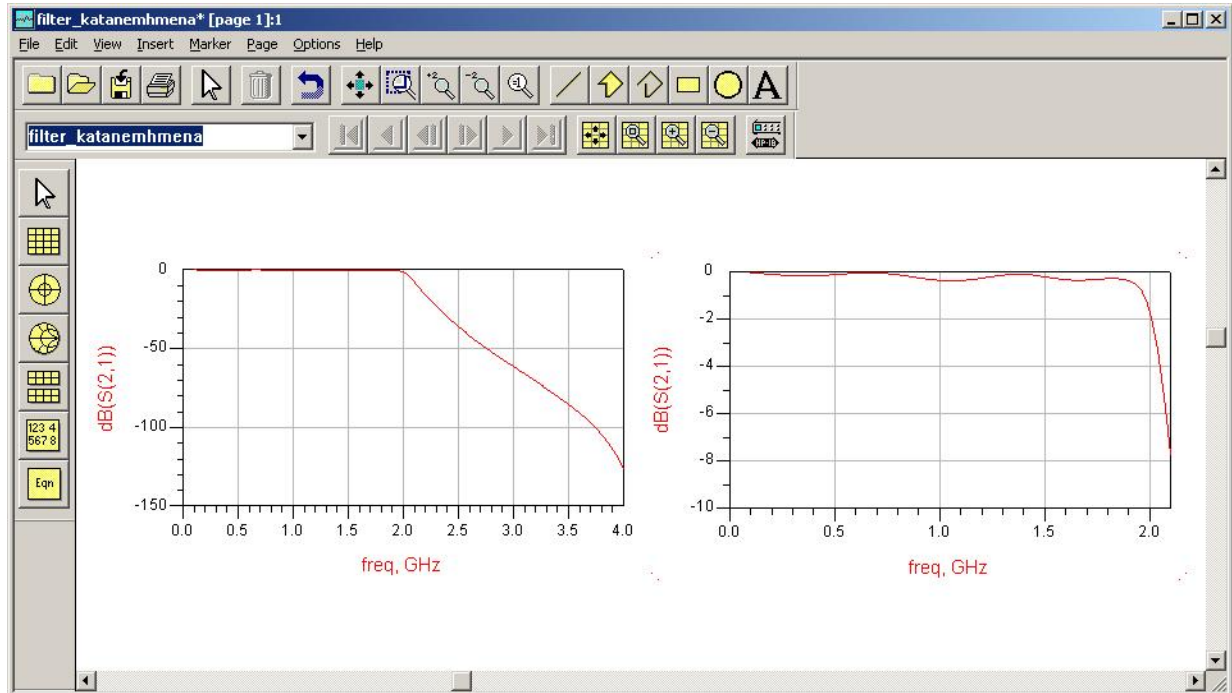 filter_katanemhmena* [page 1]:1
File Edit View Insert Marker Page Options Help
+2 -2 =1 A
filter_katanemhmena
123 4
567 8
Eqn
dB(S(2,1))
0
-50
-100
-150
0.0 0.5 1.0 1.5 2.0 2.5 3.0 3.5 4.0
freq, GHz
dB(S(2,1))
0
-2
-4
-6
-8
-10
0.0 0.5 1.0 1.5 2.0
freq, GHz